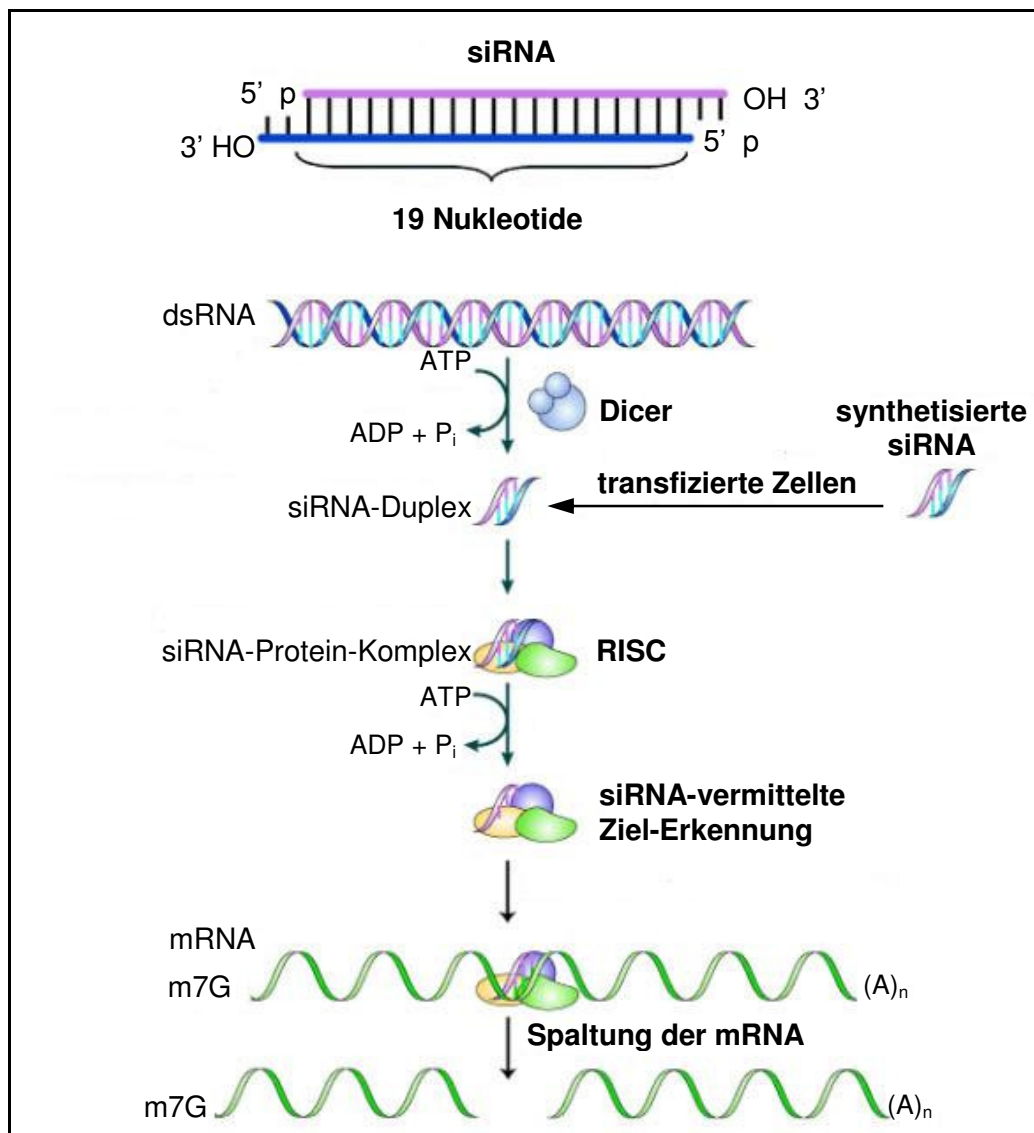 siRNA
5’ p
OH 3’
3’ HO
5’ p
19 Nukleotide
dsRNA
ATP
ADP + Pi
Dicer
synthetisierte
siRNA
transfizierte Zellen
siRNA-Duplex
siRNA-Protein-Komplex
RISC
ATP
ADP + Pi
siRNA-vermittelte
Ziel-Erkennung
mRNA
m7G
(A)n
Spaltung der mRNA
m7G
(A)n